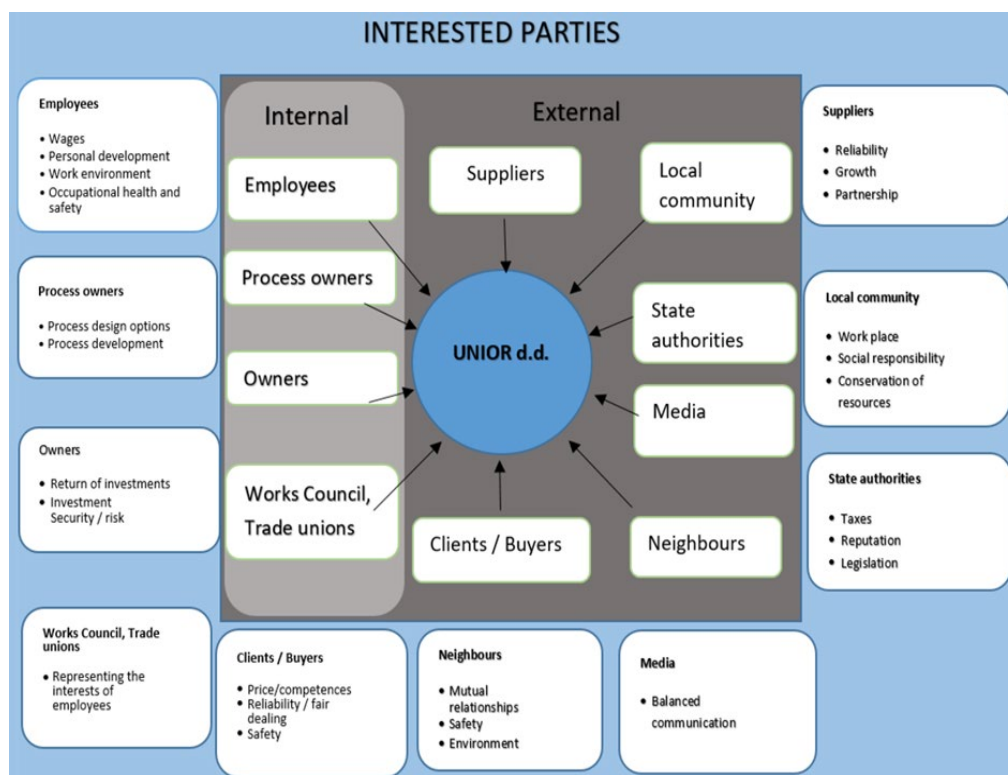 INTERESTED PARTIES
Employees
• Wages
• Personal development
• Work environment
• Occupational health and
safety
Process owners
• Process design options
• Process development
Owners
• Return of investments
• Investment
Security / risk
Works Council, Trade
unions
• Representing the
interests of
employees
Internal
Employees
Process owners
Owners
Works Council,
Trade unions
External
Suppliers
Local
community
State
authorities
Media
Neighbours
Clients / Buyers
UNIOR d.d.
Suppliers
• Reliability
• Growth
• Partnership
Local community
• Work place
• Social responsibility
• Conservation of
resources
State authorities
• Taxes
• Reputation
• Legislation
Clients / Buyers
• Price/competences
• Reliability / fair
dealing
• Safety
Neighbours
• Mutual
relationships
• Safety
• Environment
Media
• Balanced
communication